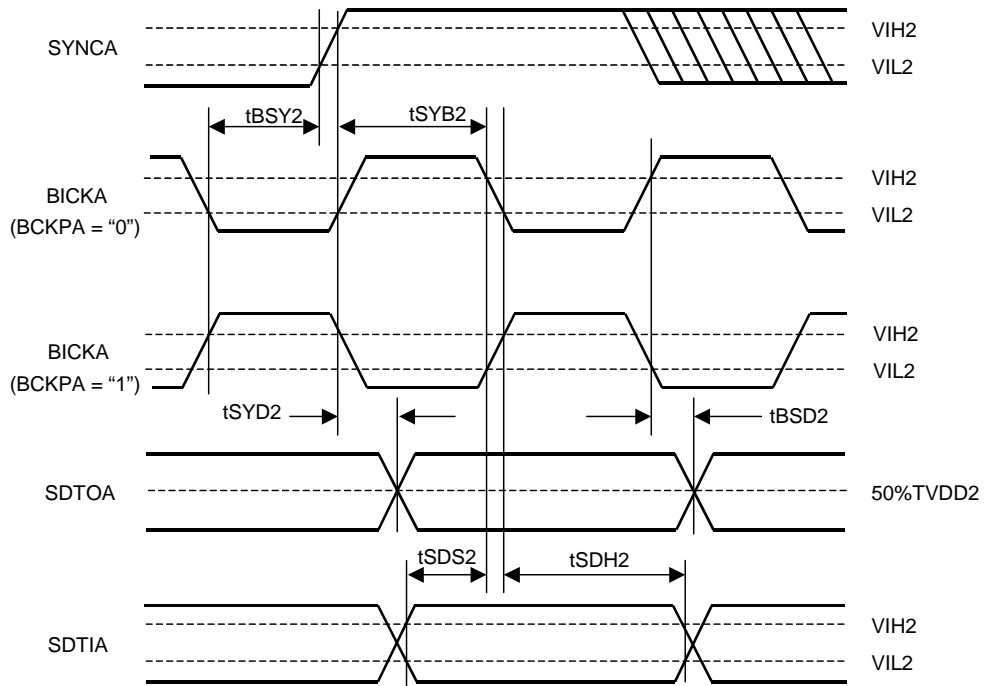 SYNCA
VIH2
VIL2
tBSY2
tSYB2
BICKA
(BCKPA = “0”)
VIH2
VIL2
BICKA
(BCKPA = “1”)
VIH2
VIL2
tSYD2
tBSD2
SDTOA
50%TVDD2
tSDS2
tSDH2
SDTIA
VIH2
VIL2